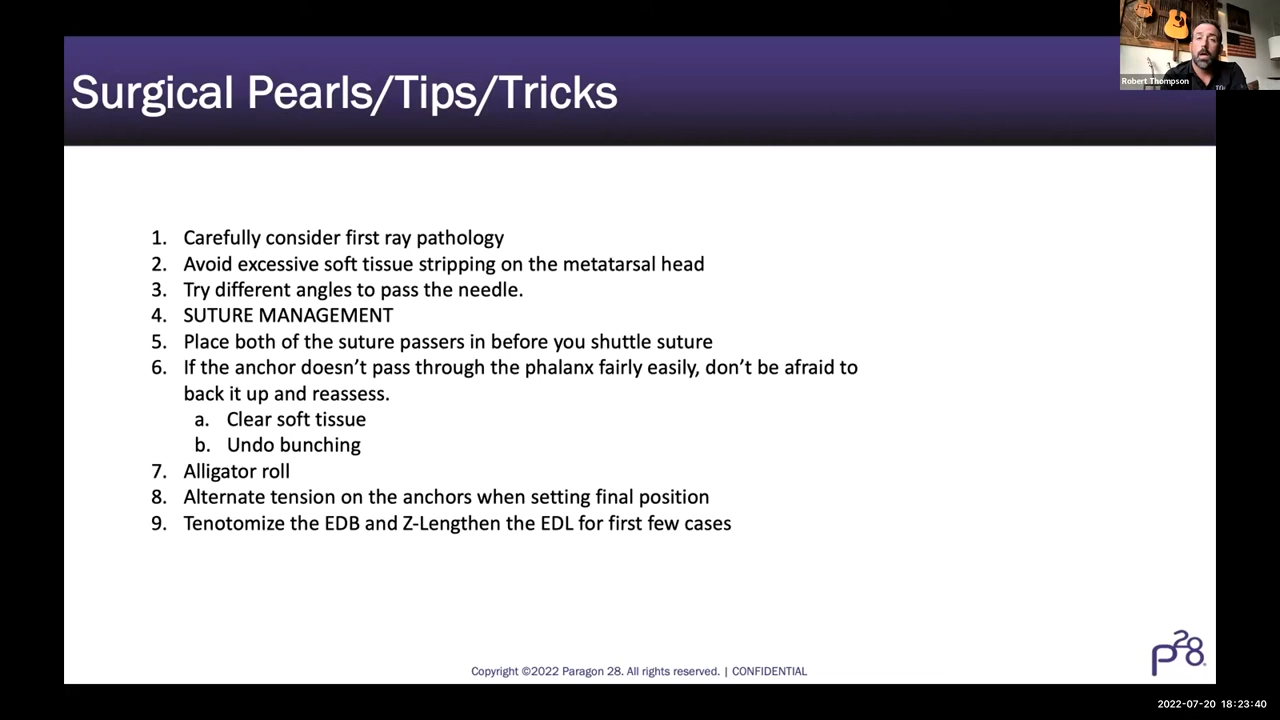 Surgical Pearls/Tips/Tricks
Robert Thompson
1. Carefully consider first ray pathology
2. Avoid excessive soft tissue stripping on the metatarsal head
3. Try different angles to pass the needle.
4. SUTURE MANAGEMENT
5. Place both of the suture passers in before you shuttle suture
6. If the anchor doesn’t pass through the phalanx fairly easily, don’t be afraid to
back it up and reassess.
a. Clear soft tissue
b. Undo bunching
7. Alligator roll
8. Alternate tension on the anchors when setting final position
9. Tenotomize the EDB and Z-Lengthen the EDL for first few cases
P28
Copyright ©2022 Paragon 28. All rights reserved. | CONFIDENTIAL
2022-07-20 18:23:40